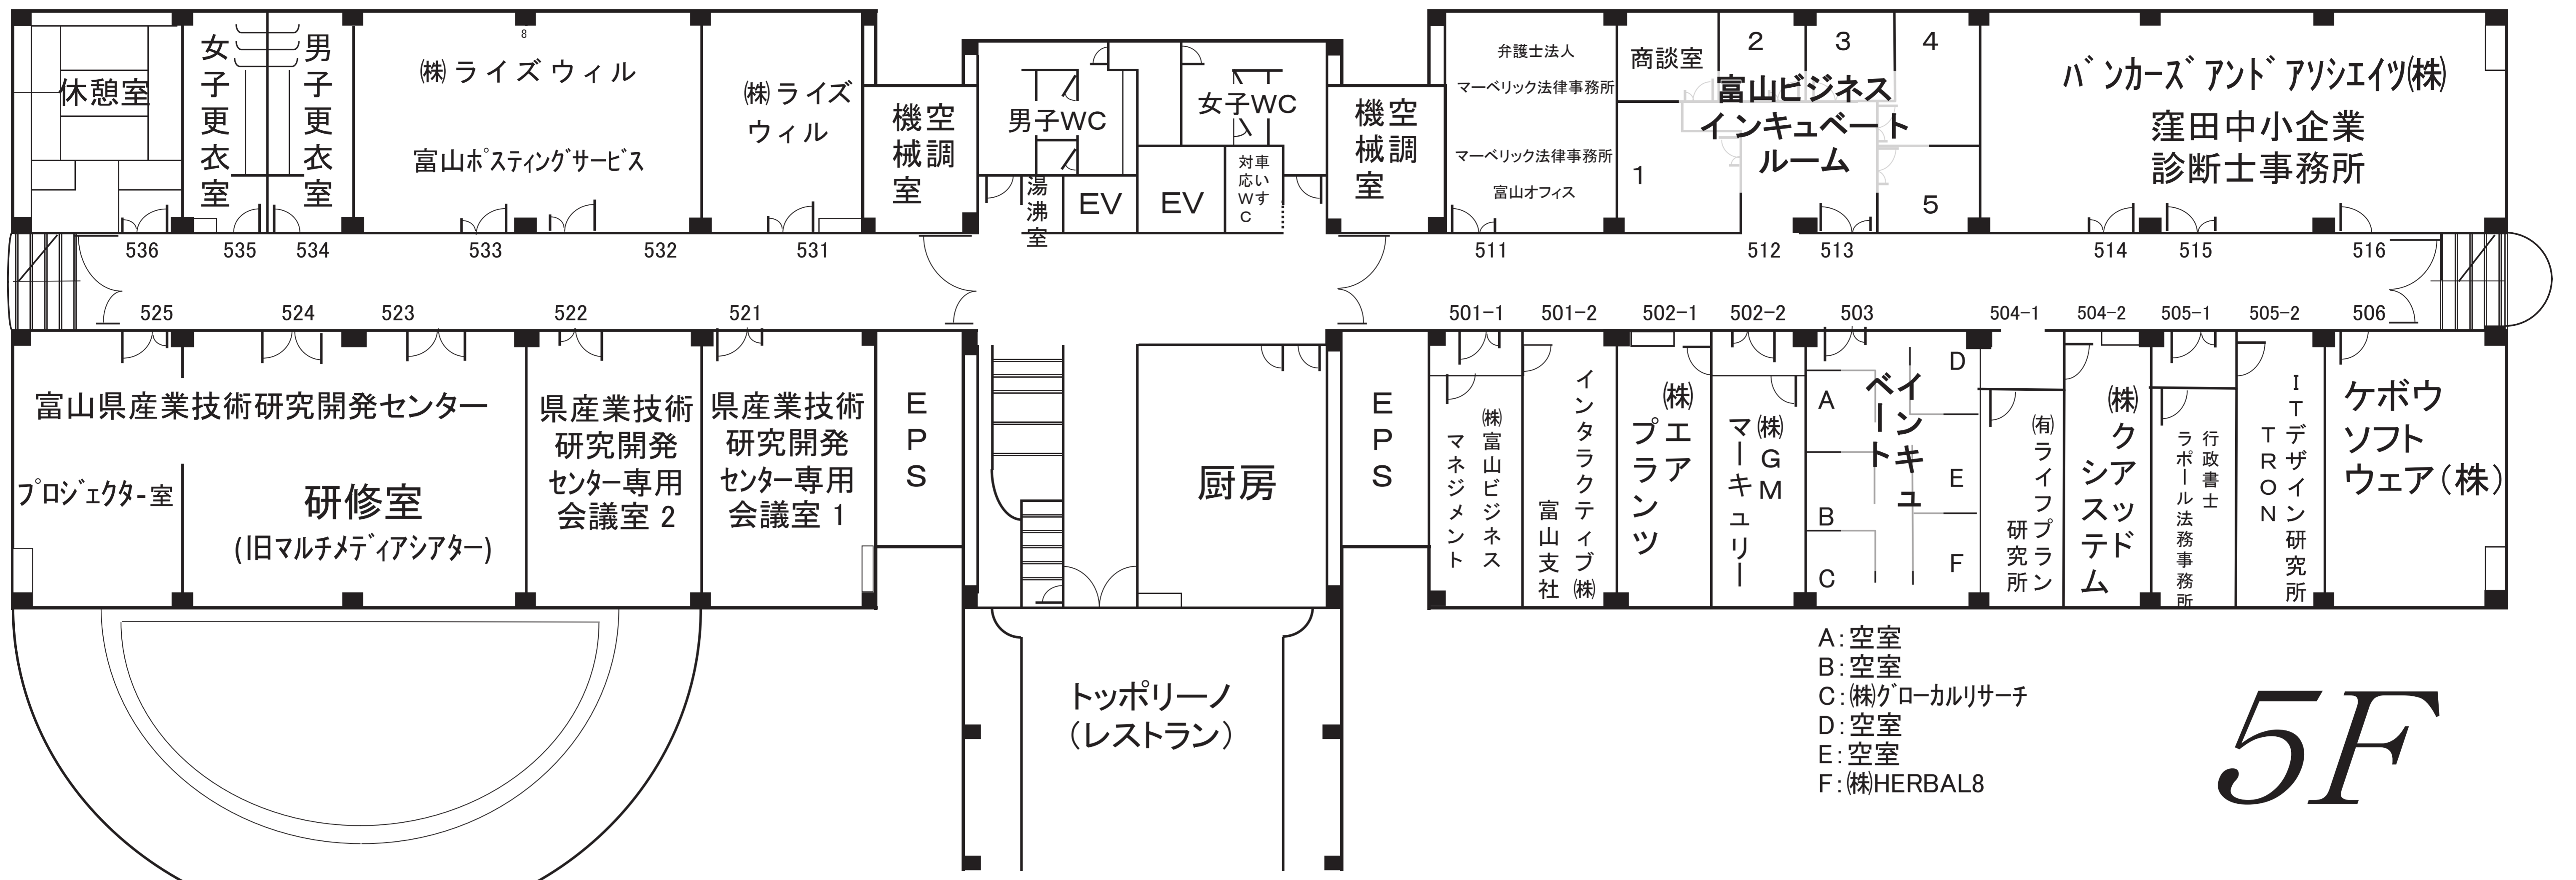 休憩室
女子更衣室
男子更衣室
8
㈱ライズウィル
富山ﾎﾟｽティングサービス
㈱ライズ
ウィル
空調
機械室
男子WC
湯沸室
EV
EV
女子WC
車いす
対応WC
空調
機械室
弁護士法人
マーベリック法律事務所
マーベリック法律事務所
富山オフィス
商談室
1
2
3
4
5
富山ビジネス
インキュベート
ルーム
バンカーズアンドアソシエイツ㈱
窪田中小企業
診断士事務所
536
535
534
533
532
531
511
512
513
514
515
516
525
524
523
522
521
501-1
501-2
502-1
502-2
503
504-1
504-2
505-1
505-2
506
富山県産業技術研究開発センター
プロジェクター室
研修室
(旧マルチメディアシアター)
県産業技術
研究開発
センター専用
会議室 2
県産業技術
研究開発
センター専用
会議室 1
EPS
厨房
EPS
㈱富山ビジネス
マネジメント
インタラクティブ㈱
富山支社
㈱エア
プランツ
㈱GM
マーキュリー
インキュ
ベート
A
B
C
D
E
F
㈲ライフプラン
研究所
㈱クアッド
システム
行政書士
ラポール法務事務所
ITデザイン研究所
TRON
ケボウ
ソフト
ウェア(株)
トッポリーノ
(レストラン)
A:空室
B:空室
C:㈱グローカルリサーチ
D:空室
E:空室
F:㈱HERBAL8
5F